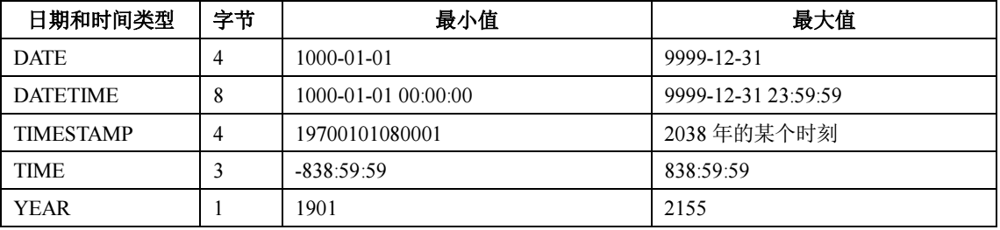 日期和时间类型 字节 最小值 最大值
DATE 4 1000-01-01 9999-12-31
DATETIME 8 1000-01-01 00:00:00 9999-12-31 23:59:59
TIMESTAMP 4 19700101080001 2038 年的某个时刻
TIME 3 -838:59:59 838:59:59
YEAR 1 1901 2155